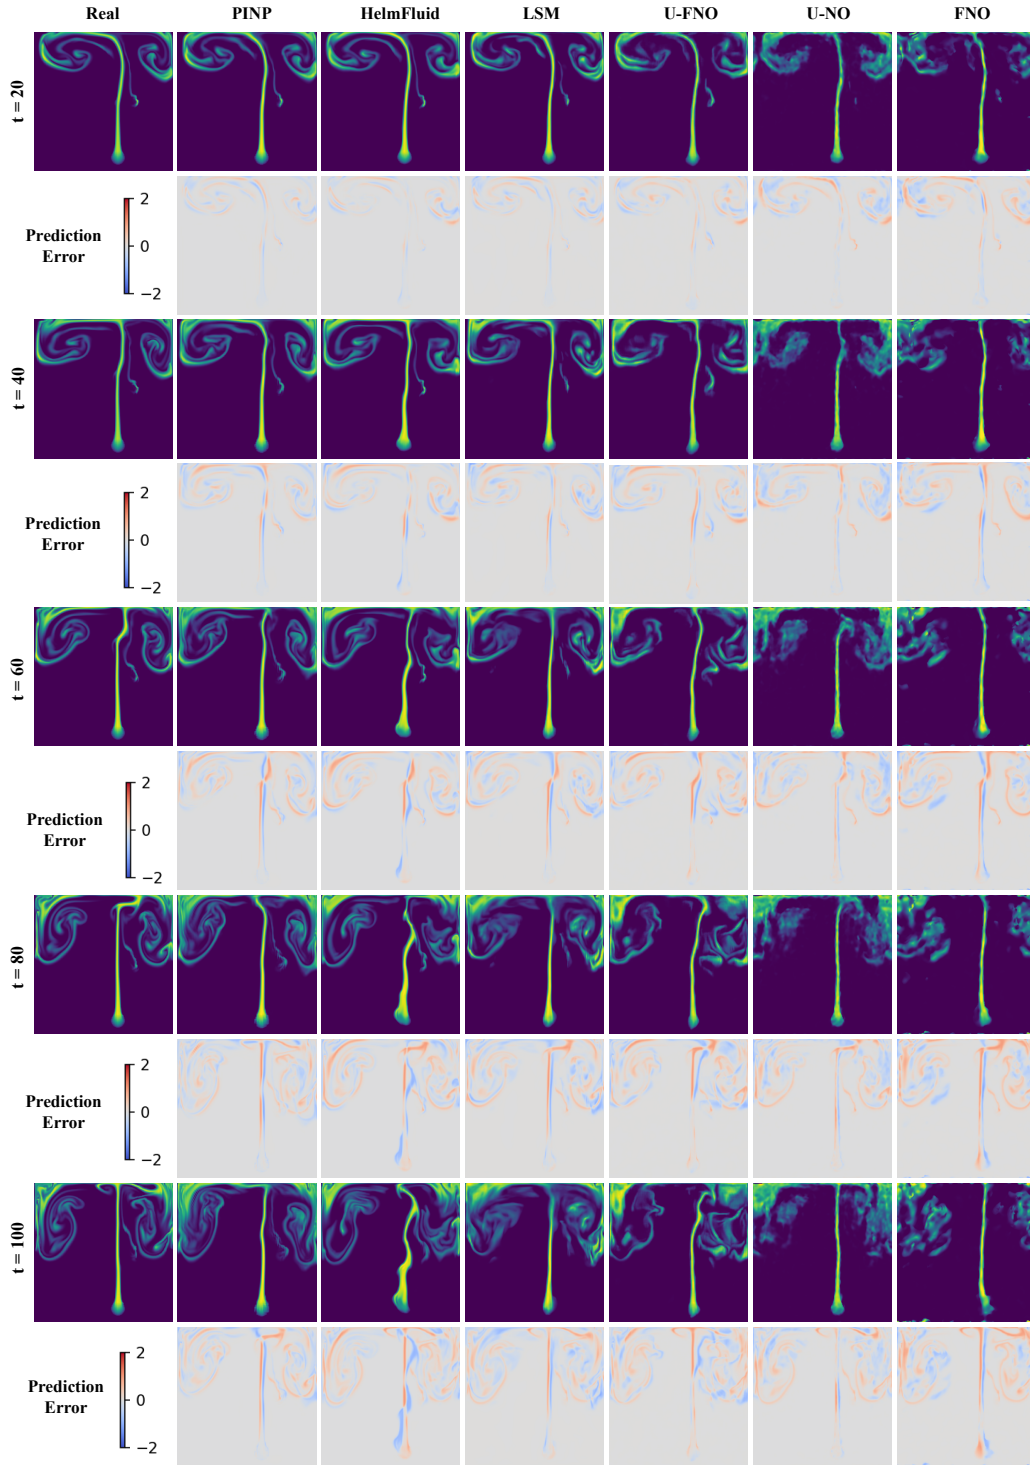 Real PINP HelmFluid LSM U-FNO U-NO FNO
t = 20
Prediction
Error
2
0
−2
t = 40
Prediction
Error
2
0
−2
t = 60
Prediction
Error
2
0
−2
t = 80
Prediction
Error
2
0
−2
t = 100
Prediction
Error
2
0
−2